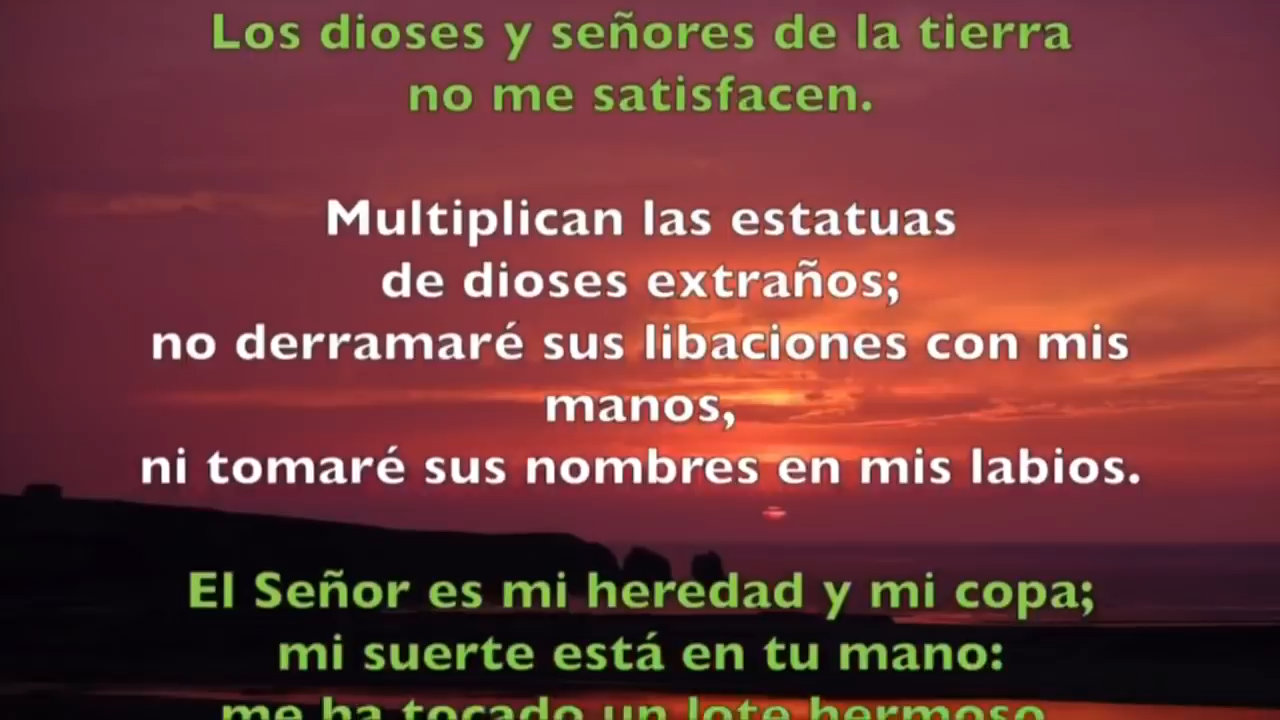 Los dioses y señores de la tierra
no me satisfacen.
Multiplican las estatuas
de dioses extraños;
no derramaré sus libaciones con mis
manos,
ni tomaré sus nombres en mis labios.
El Señor es mi heredad y mi copa;
mi suerte está en tu mano:
me ha tocado un lote hermoso